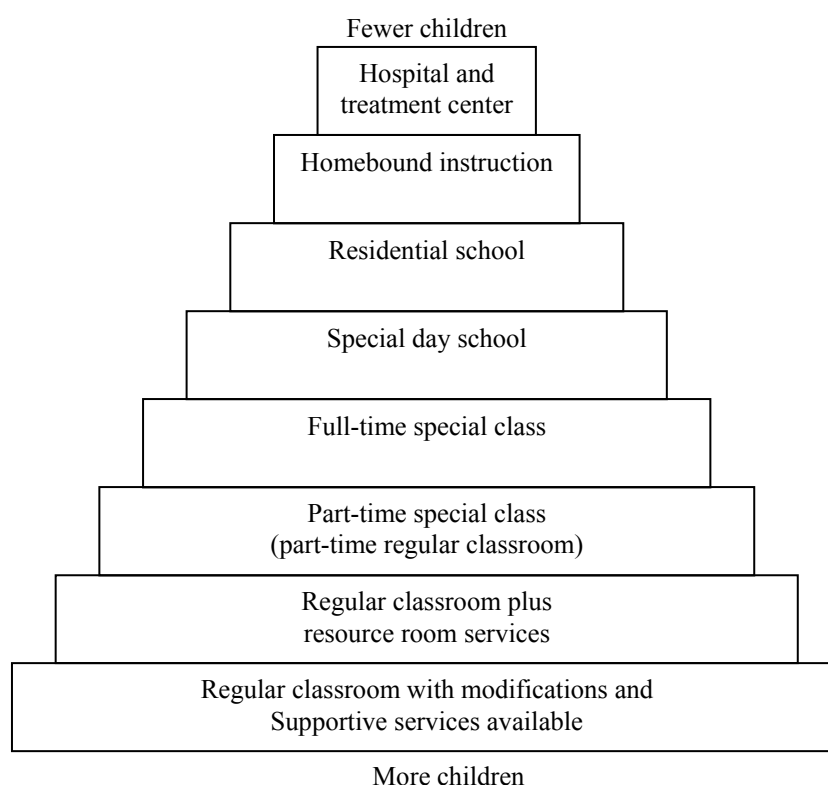 Fewer children
Hospital and
treatment center
Homebound instruction
Residential school
Special day school
Full-time special class
Part-time special class
(part-time regular classroom)
Regular classroom plus
resource room services
Regular classroom with modifications and
Supportive services available
More children